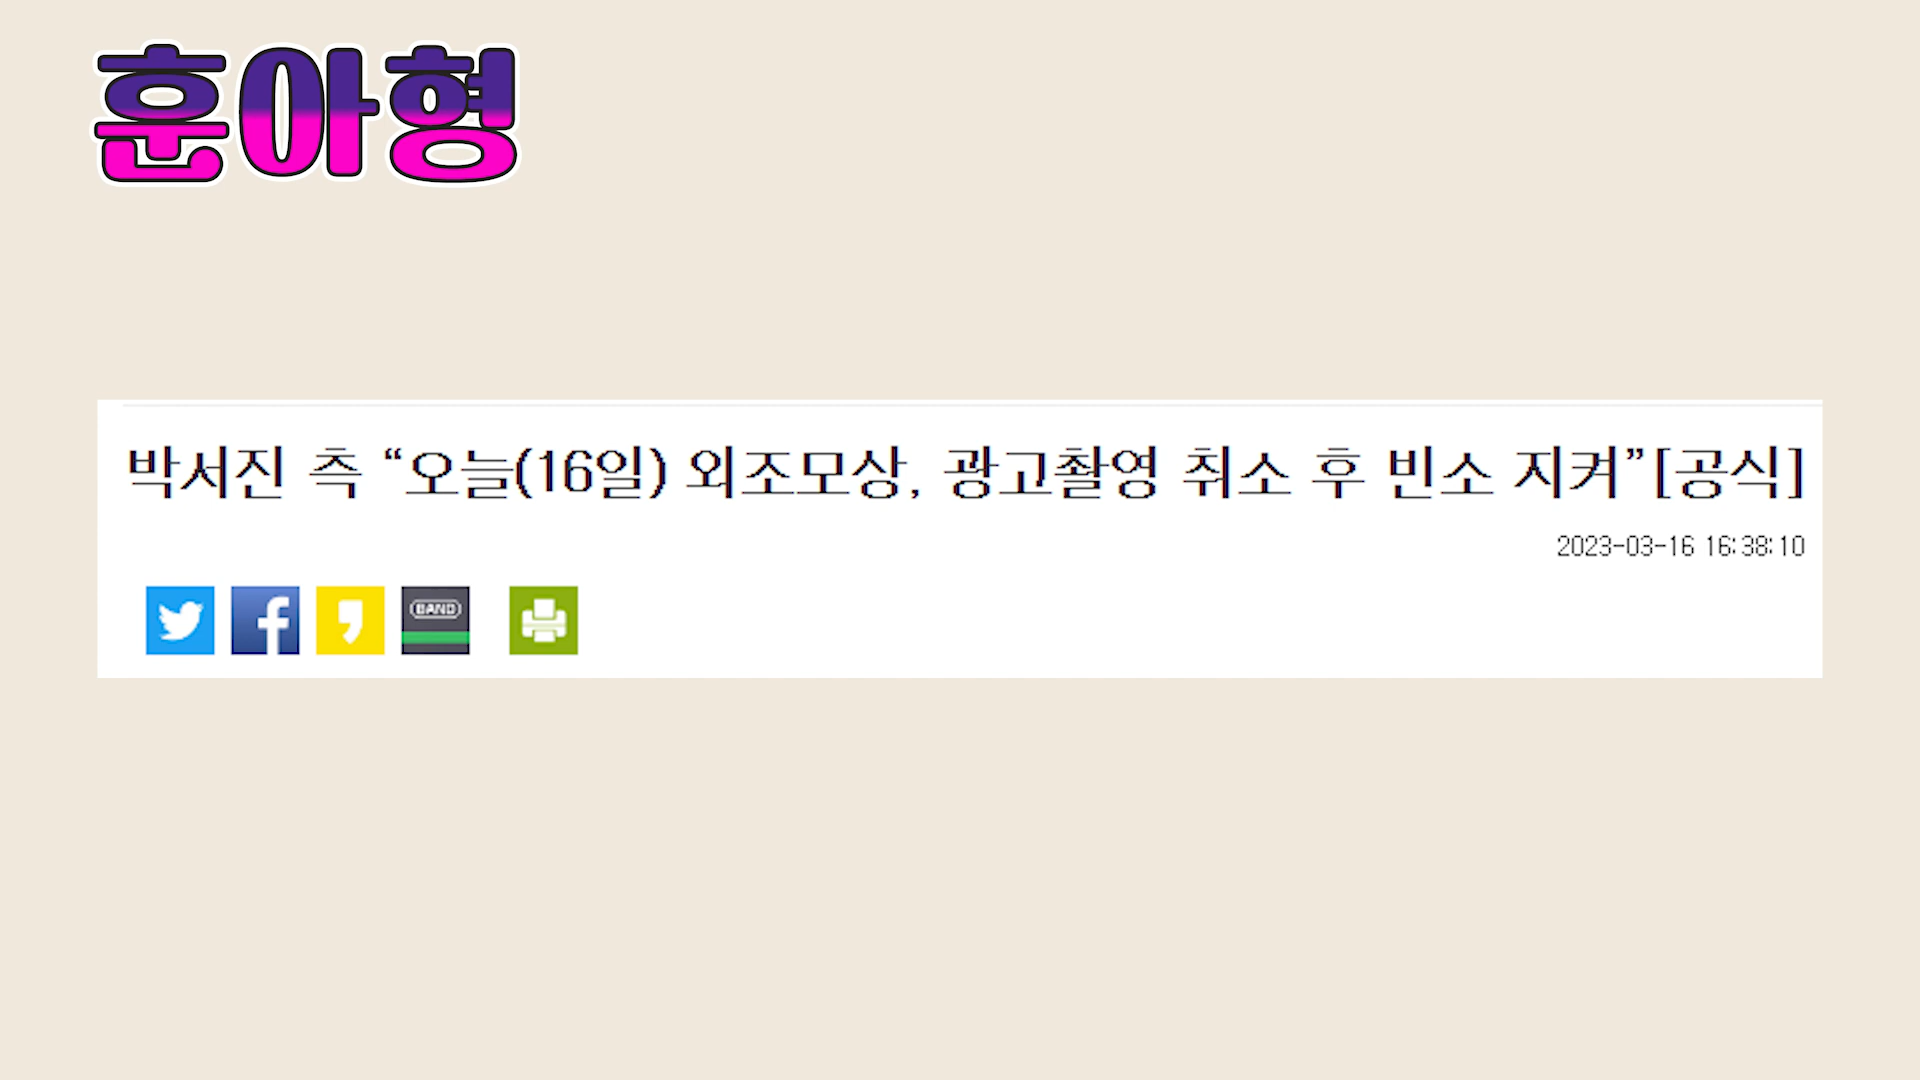 훈아형
박서진 측 “오늘(16일) 외조모상, 광고촬영 취소 후 빈소 지켜”[공식]
2023-03-16 16:38:10
BAND